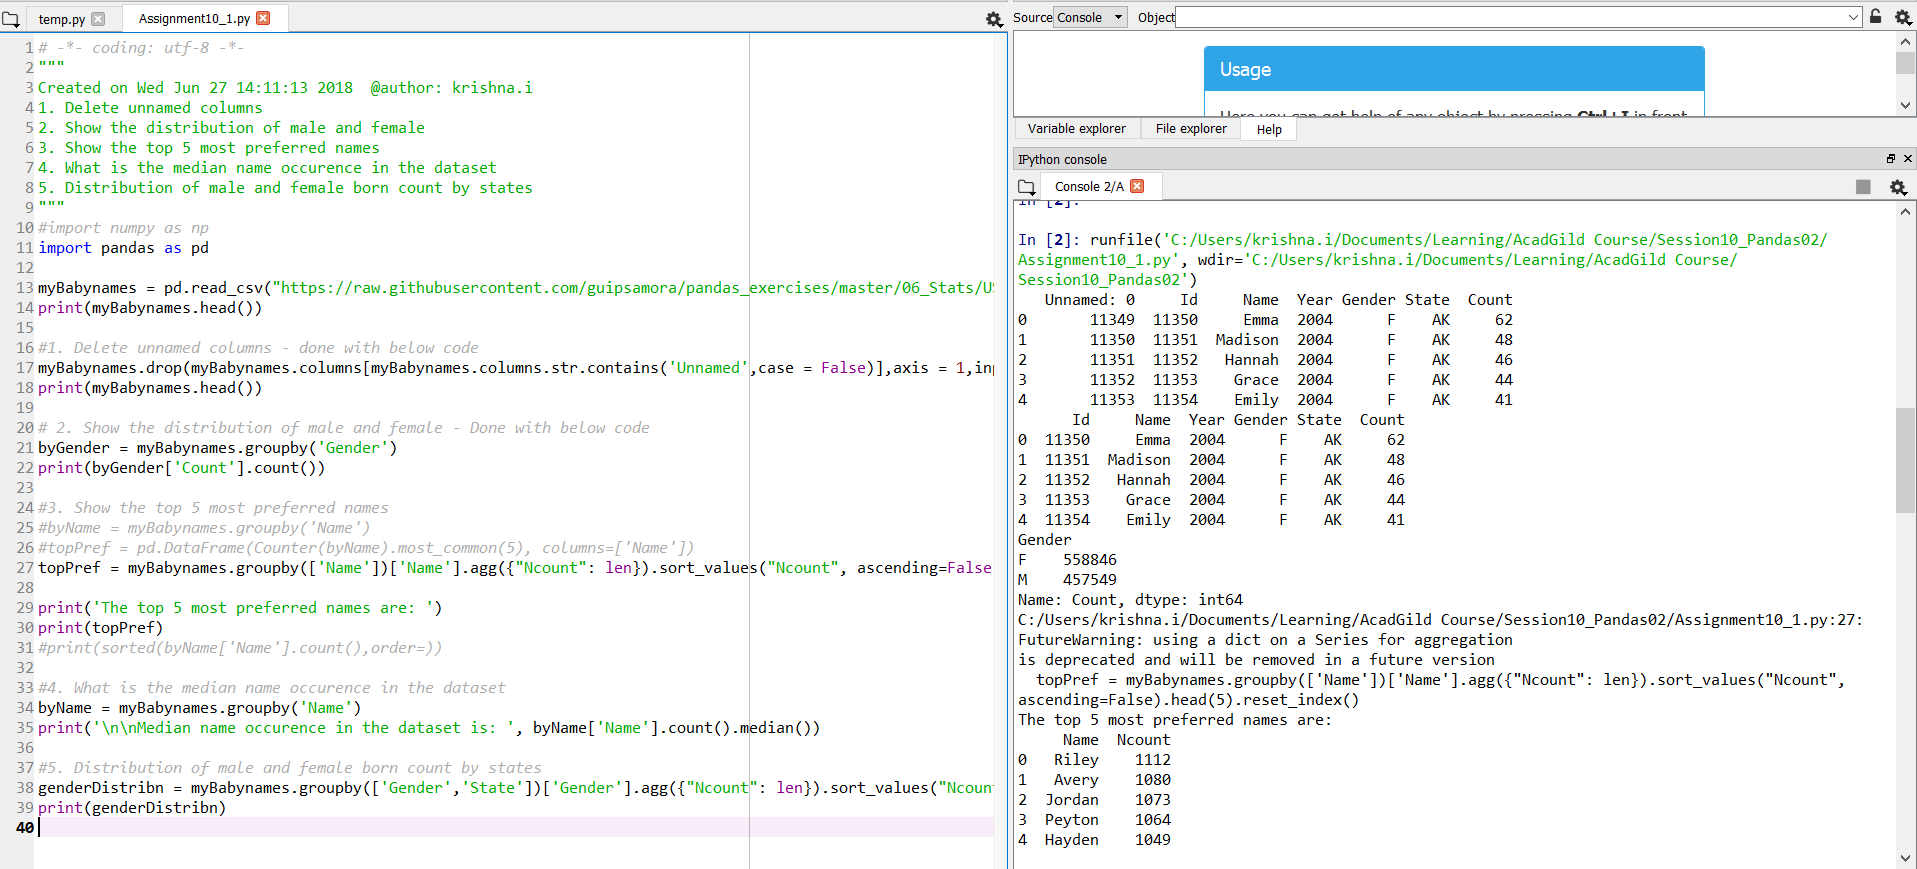 temp.py
Assignment10_1.py
1 # -*- coding: utf-8 -*-
2 """
3 Created on Wed Jun 27 14:11:13 2018  @author: krishna.i
4 1. Delete unnamed columns
5 2. Show the distribution of male and female
6 3. Show the top 5 most preferred names
7 4. What is the median name occurence in the dataset
8 5. Distribution of male and female born count by states
9 """
10 #import numpy as np
11 import pandas as pd
12
13 myBabynames = pd.read_csv("https://raw.githubusercontent.com/guipsamora/pandas_exercises/master/06_Stats/US
14 print(myBabynames.head())
15
16 #1. Delete unnamed columns - done with below code
17 myBabynames.drop(myBabynames.columns[myBabynames.columns.str.contains('Unnamed',case = False)],axis = 1,inp
18 print(myBabynames.head())
19
20 # 2. Show the distribution of male and female - Done with below code
21 byGender = myBabynames.groupby('Gender')
22 print(byGender['Count'].count())
23
24 #3. Show the top 5 most preferred names
25 #byName = myBabynames.groupby('Name')
26 #topPref = pd.DataFrame(Counter(byName).most_common(5), columns=['Name'])
27 topPref = myBabynames.groupby(['Name'])['Name'].agg({"Ncount": len}).sort_values("Ncount", ascending=False
28
29 print('The top 5 most preferred names are: ')
30 print(topPref)
31 #print(sorted(byName['Name'].count(),order=))
32
33 #4. What is the median name occurence in the dataset
34 byName = myBabynames.groupby('Name')
35 print('\n\nMedian name occurence in the dataset is: ', byName['Name'].count().median())
36
37 #5. Distribution of male and female born count by states
38 genderDistribn = myBabynames.groupby(['Gender','State'])['Gender'].agg({"Ncount": len}).sort_values("Ncoun
39 print(genderDistribn)
40
Source Console Object
Usage
Here you can get help of any object by pressing Ctrl+I in front
Variable explorer File explorer Help
IPython console
Console 2/A
In [2]:
In [2]: runfile('C:/Users/krishna.i/Documents/Learning/AcadGild Course/Session10_Pandas02/
Assignment10_1.py', wdir='C:/Users/krishna.i/Documents/Learning/AcadGild Course/
Session10_Pandas02')
Unnamed: 0 Id Name Year Gender State Count
0 11349 11350 Emma 2004 F AK 62
1 11350 11351 Madison 2004 F AK 48
2 11351 11352 Hannah 2004 F AK 46
3 11352 11353 Grace 2004 F AK 44
4 11353 11354 Emily 2004 F AK 41
Id Name Year Gender State Count
0 11350 Emma 2004 F AK 62
1 11351 Madison 2004 F AK 48
2 11352 Hannah 2004 F AK 46
3 11353 Grace 2004 F AK 44
4 11354 Emily 2004 F AK 41
Gender
F 558846
M 457549
Name: Count, dtype: int64
C:/Users/krishna.i/Documents/Learning/AcadGild Course/Session10_Pandas02/Assignment10_1.py:27:
FutureWarning: using a dict on a Series for aggregation
is deprecated and will be removed in a future version
topPref = myBabynames.groupby(['Name'])['Name'].agg({"Ncount": len}).sort_values("Ncount",
ascending=False).head(5).reset_index()
The top 5 most preferred names are:
Name Ncount
0 Riley 1112
1 Avery 1080
2 Jordan 1073
3 Peyton 1064
4 Hayden 1049